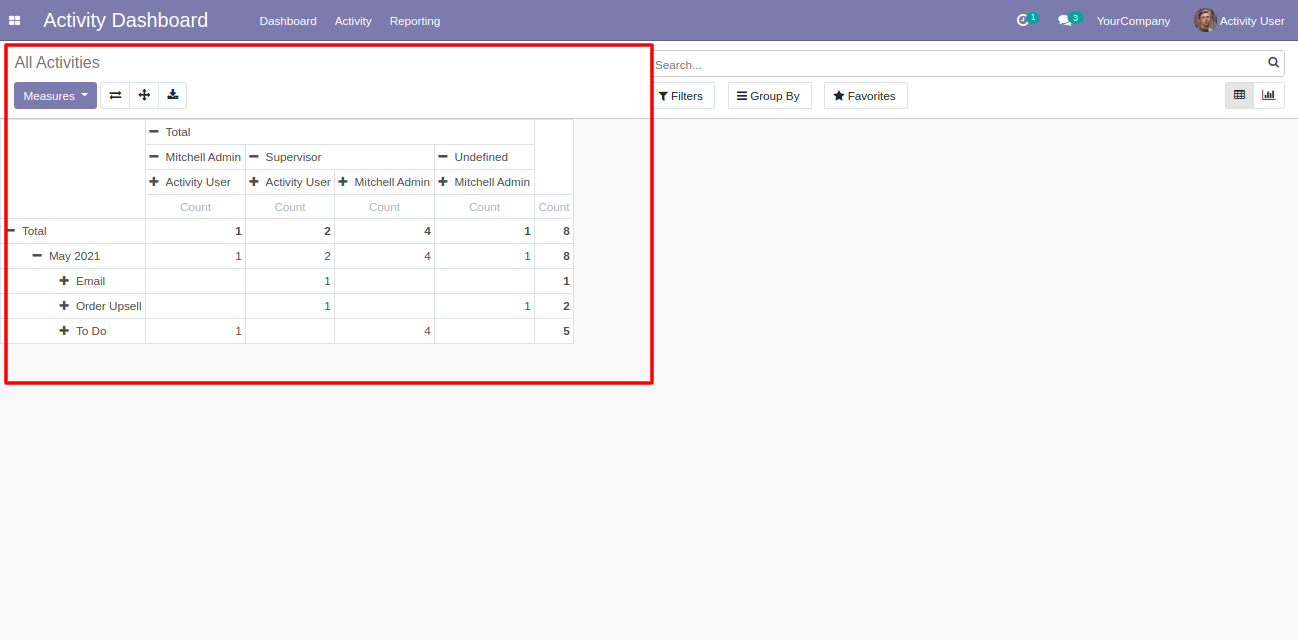 Activity Dashboard Dashboard Activity Reporting 1 3 YourCompany Activity User
All Activities
Search...
Measures Filters Group By Favorites
Total
Mitchell Admin Supervisor Undefined
Activity User Activity User Mitchell Admin Mitchell Admin
Count Count Count Count Count
Total 1 2 4 1 8
May 2021 1 2 4 1 8
Email 1 1
Order Upsell 1 1 2
To Do 1 4 5